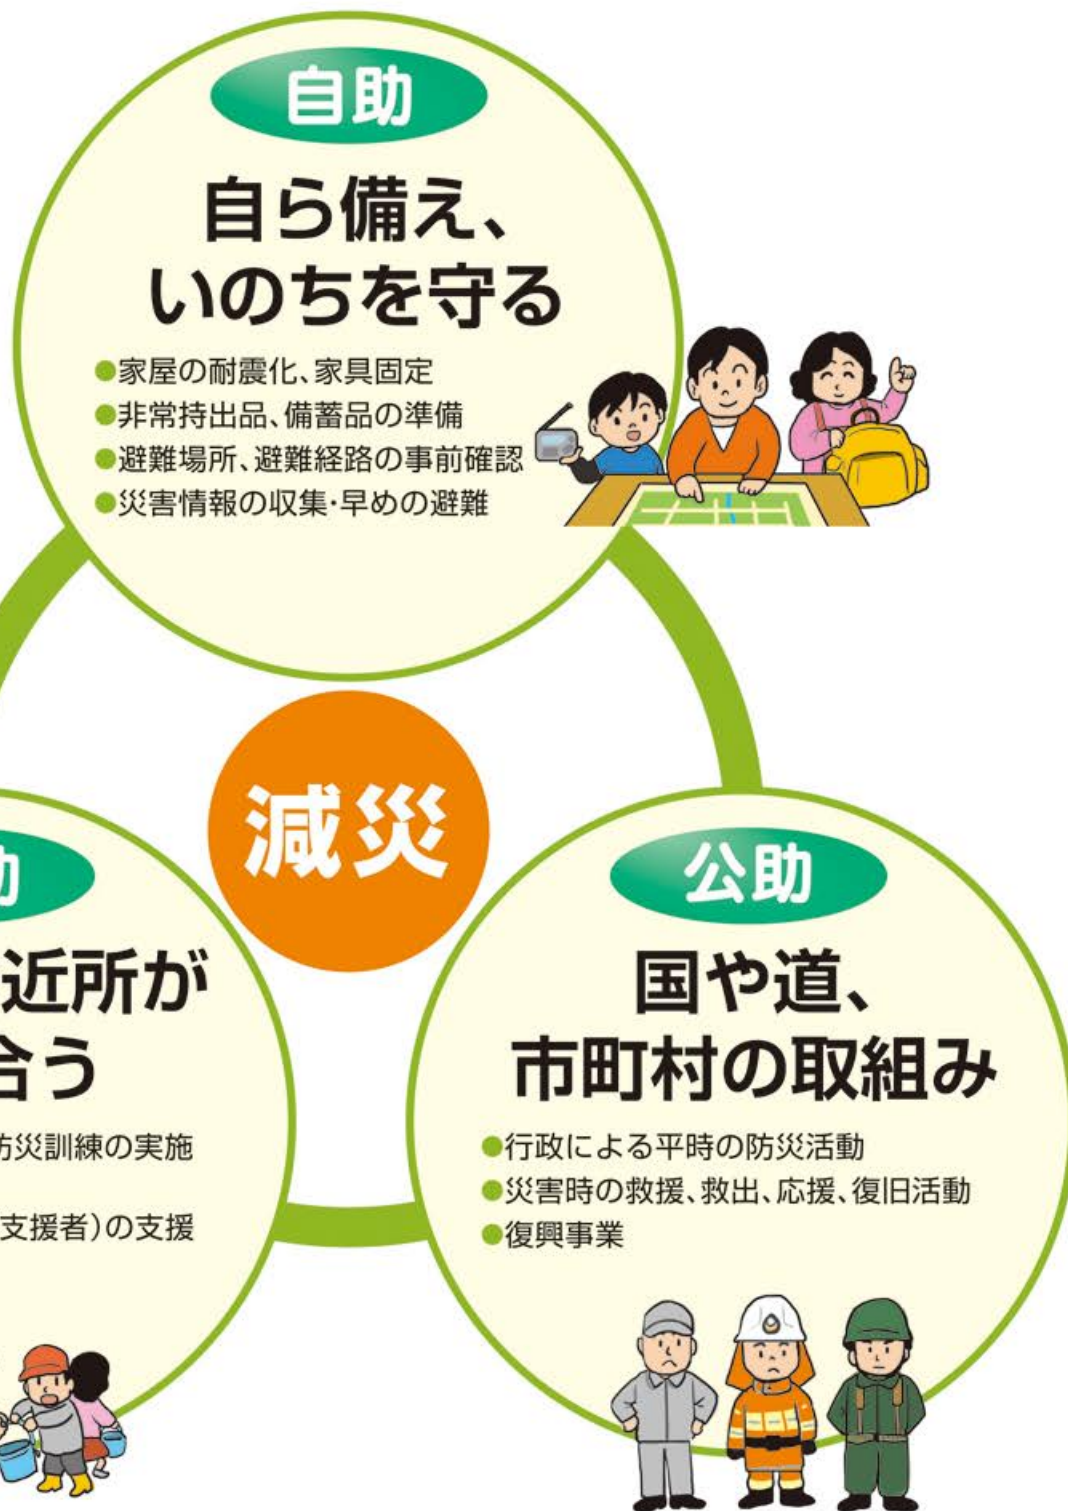 自助
自ら備え、
いのちを守る
●家屋の耐震化、家具固定
●非常持出品、備蓄品の準備
●避難場所、避難経路の事前確認
●災害情報の収集・早めの避難
減災
助
近所が
合う
防災訓練の実施
支援者)の支援
公助
国や道、
市町村の取組み
●行政による平時の防災活動
●災害時の救援、救出、応援、復旧活動
●復興事業